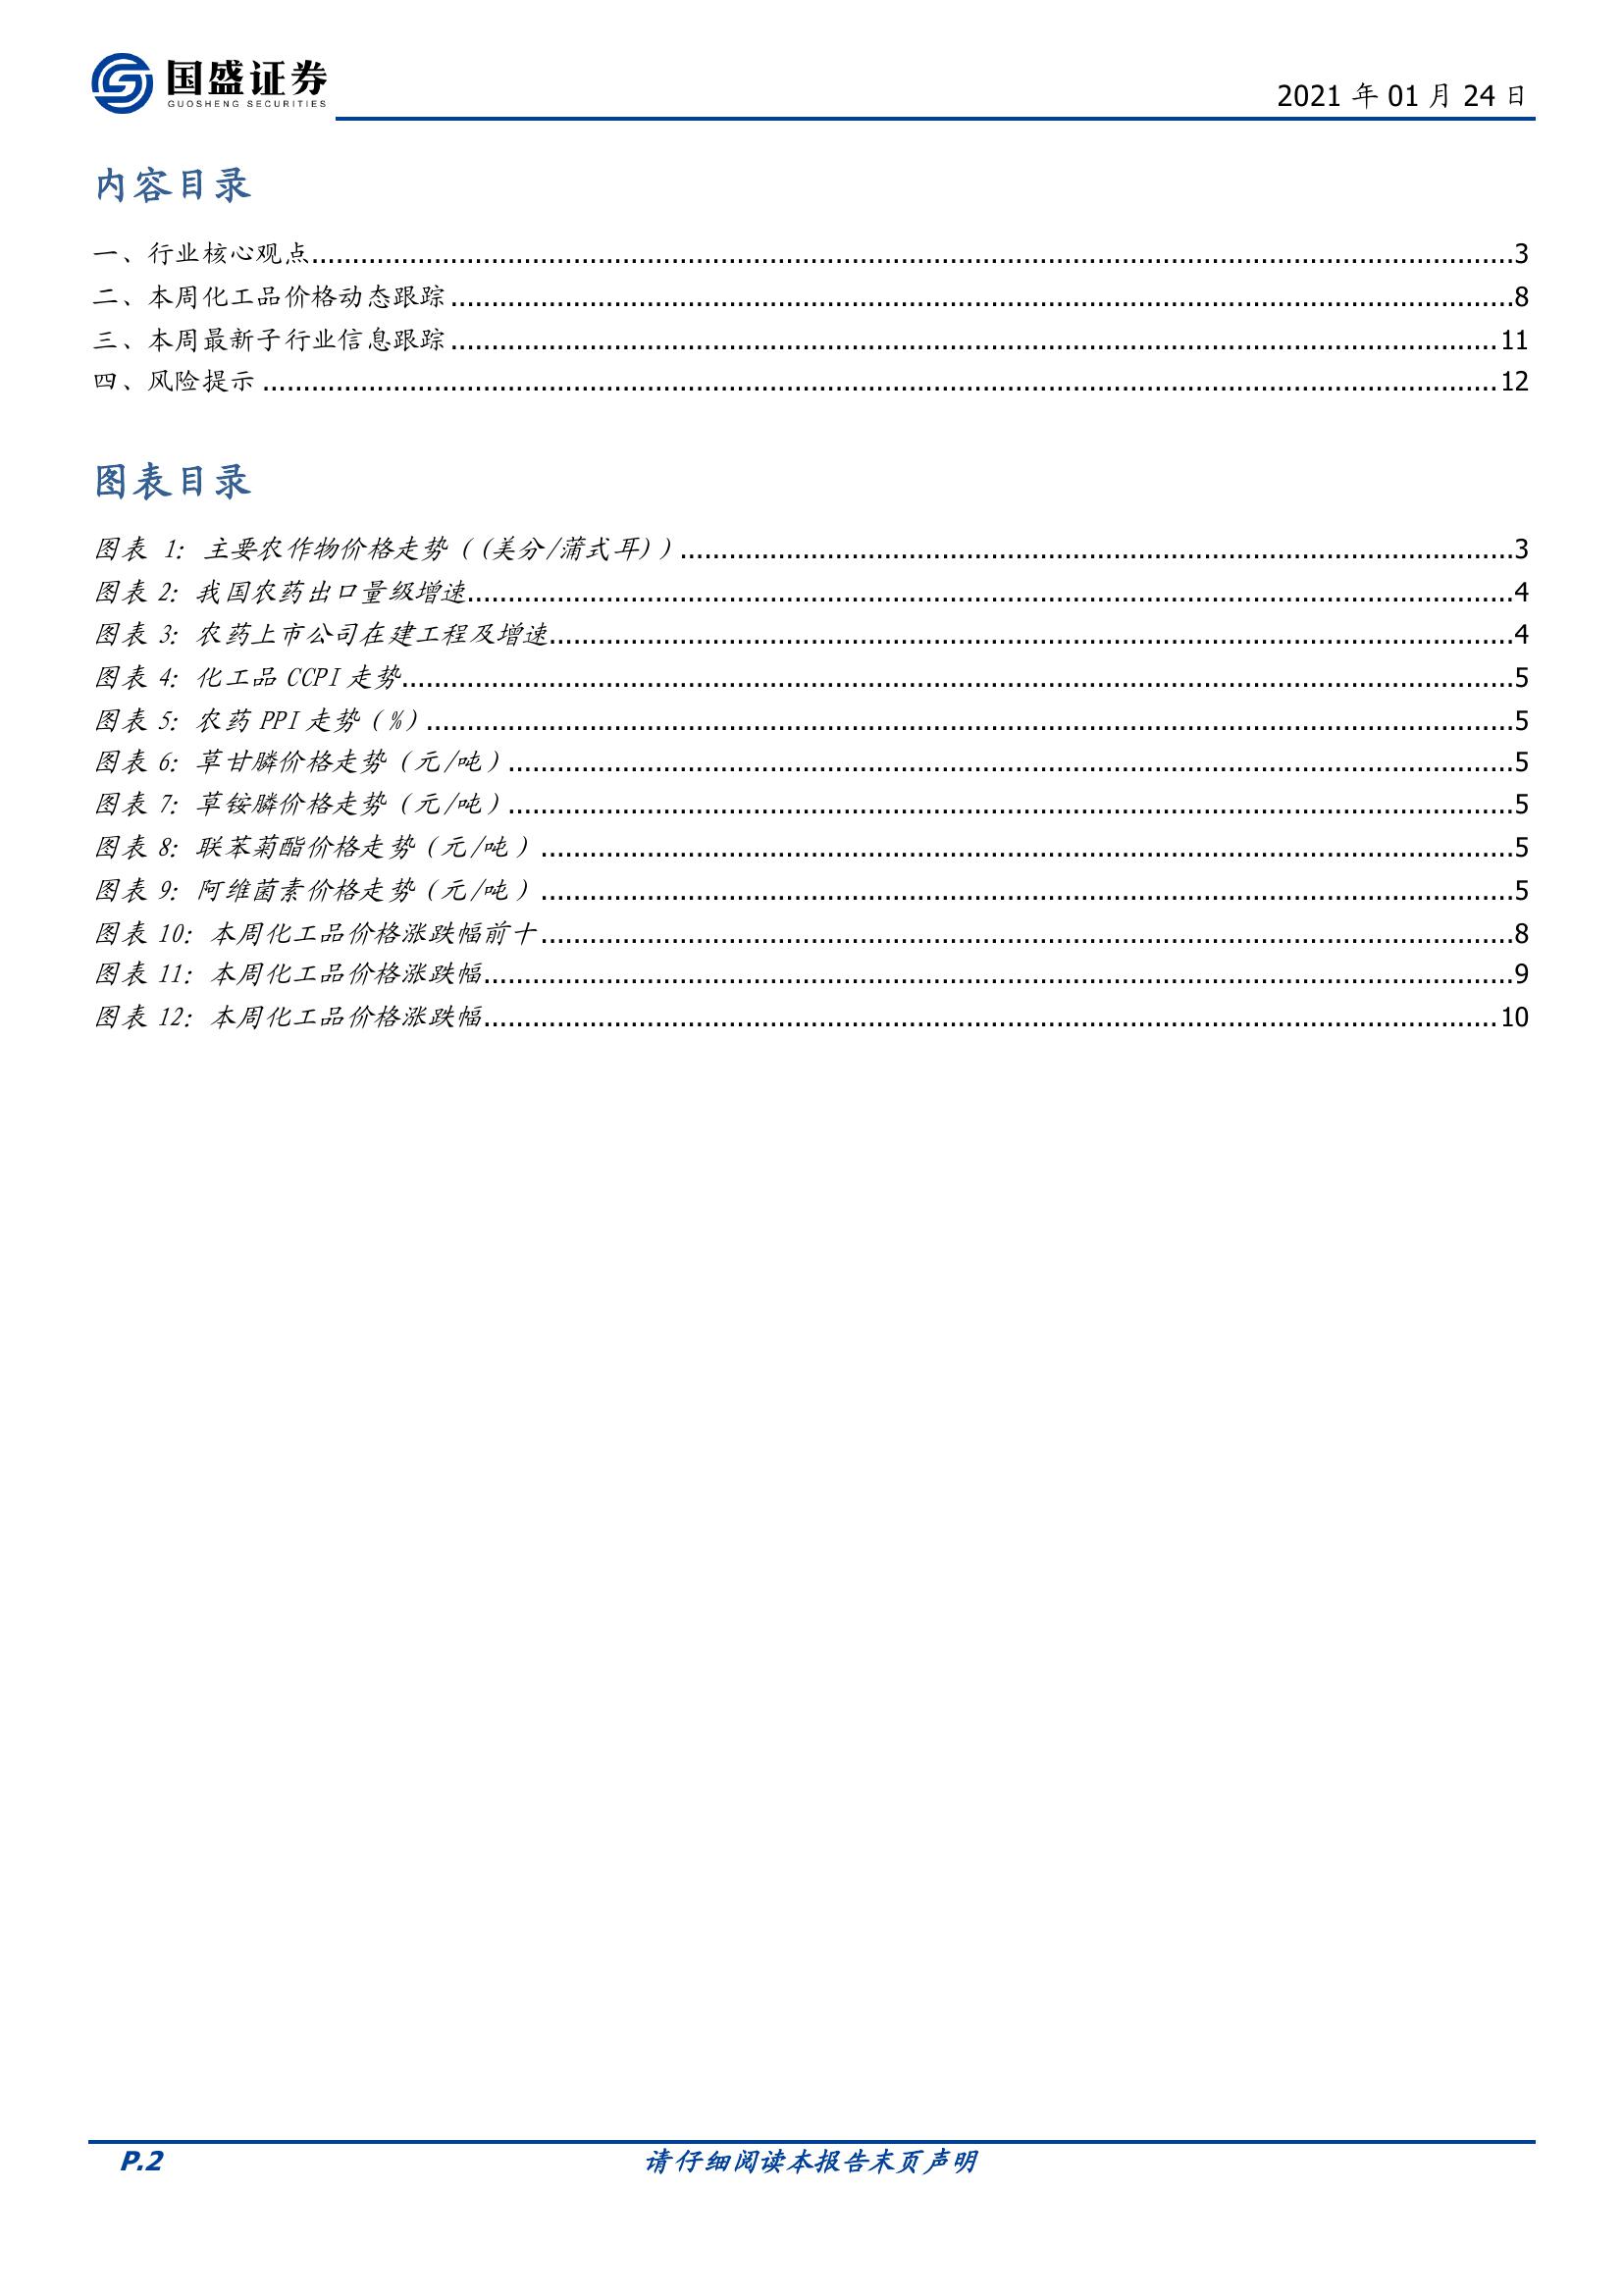 国盛证券
GUOSHENG SECURITIES
2021 年 01 月 24 日
内容目录
一、行业核心观点...3
二、本周化工品价格动态跟踪...8
三、本周最新子行业信息跟踪...11
四、风险提示...12
图表目录
图表 1: 主要农作物价格走势（(美分/蒲式耳)）...3
图表 2: 我国农药出口量级增速...4
图表 3: 农药上市公司在建工程及增速...4
图表 4: 化工品 CCPI 走势...5
图表 5: 农药 PPI 走势（%）...5
图表 6: 草甘膦价格走势（元/吨）...5
图表 7: 草铵膦价格走势（元/吨）...5
图表 8: 联苯菊酯价格走势（元/吨）...5
图表 9: 阿维菌素价格走势（元/吨）...5
图表 10: 本周化工品价格涨跌幅前十...8
图表 11: 本周化工品价格涨跌幅...9
图表 12: 本周化工品价格涨跌幅...10
P.2 请仔细阅读本报告末页声明